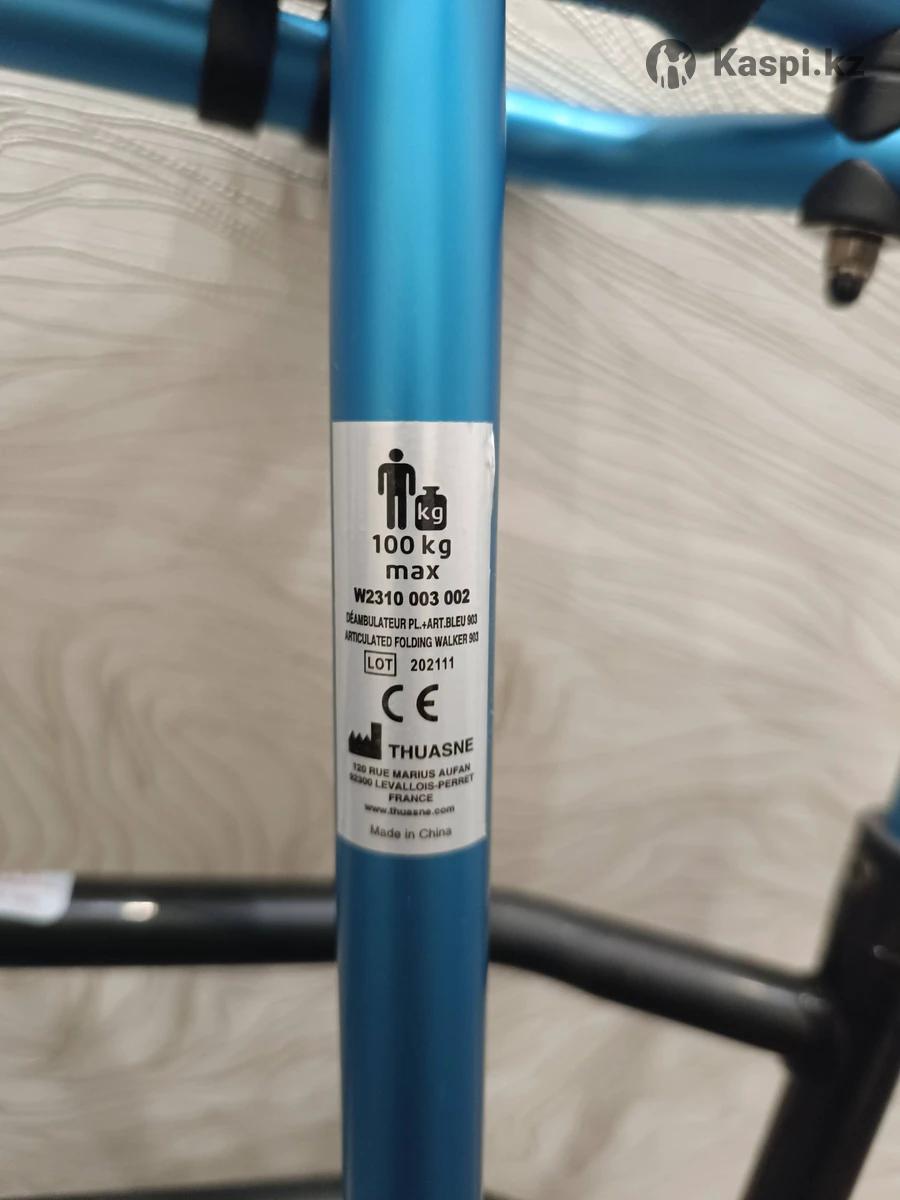 Kaspi.kz
kg
100 kg
max
W2310 003 002
DÉAMBULATEUR PL.+ART.BLEU 903
ARTICULATED FOLDING WALKER 903
LOT 202111
CE
THUASNE
120 RUE MARIUS AUFAN
92300 LEVALLOIS-PERRET
FRANCE
www.thuasne.com
Made in China